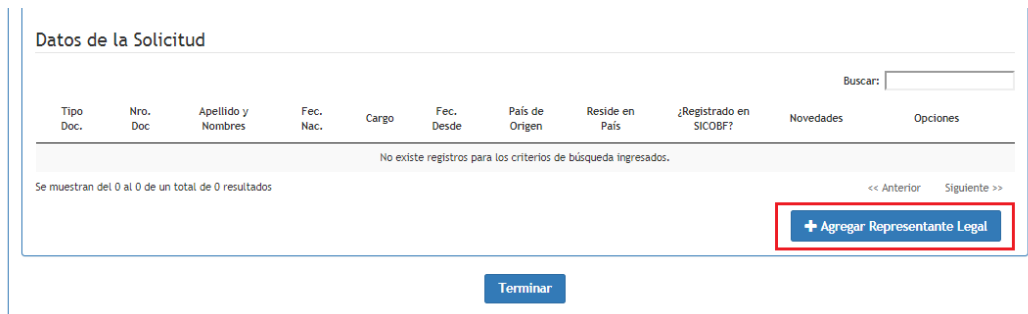 Datos de la Solicitud
Buscar:
Tipo Doc. Nro. Doc Apellido y Nombres Fec. Nac. Cargo Fec. Desde País de Origen Reside en País ¿Registrado en SICOBF? Novedades Opciones
No existe registros para los criterios de búsqueda ingresados.
Se muestran del 0 al 0 de un total de 0 resultados << Anterior Siguiente >>
+ Agregar Representante Legal
Terminar